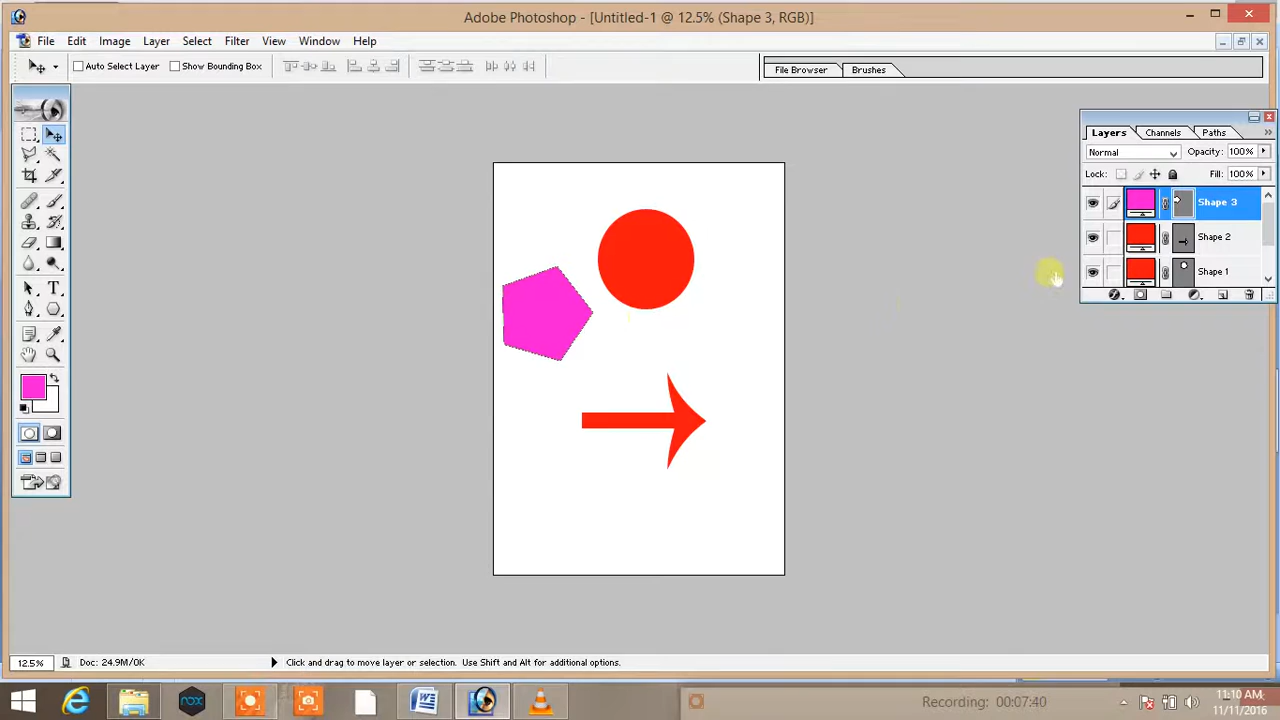 Adobe Photoshop - [Untitled-1 @ 12.5% (Shape 3, RGB)]
File Edit Image Layer Select Filter View Window Help
Auto Select Layer Show Bounding Box
File Browser Brushes
Layers Channels Paths
Normal Opacity: 100%
Lock: Fill: 100%
Shape 3
Shape 2
Shape 1
T
12.5% Doc: 24.9M/0K Click and drag to move layer or selection. Use Shift and Alt for additional options.
nox
Recording: 00:07:40
11:10 AM
11/11/2016